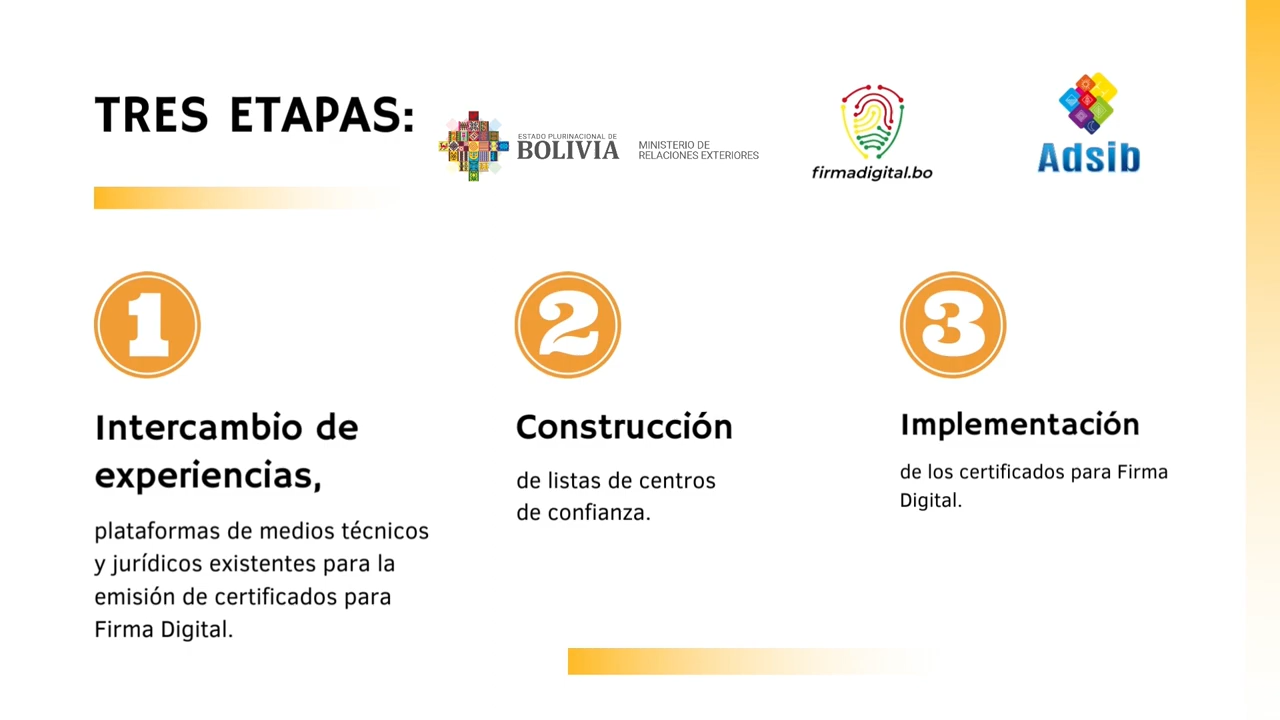 TRES ETAPAS:
ESTADO PLURINACIONAL DE
BOLIVIA
MINISTERIO DE
RELACIONES EXTERIORES
firmadigital.bo
Adsib
1
Intercambio de
experiencias,
plataformas de medios técnicos
y jurídicos existentes para la
emisión de certificados para
Firma Digital.
2
Construcción
de listas de centros
de confianza.
3
Implementación
de los certificados para Firma
Digital.